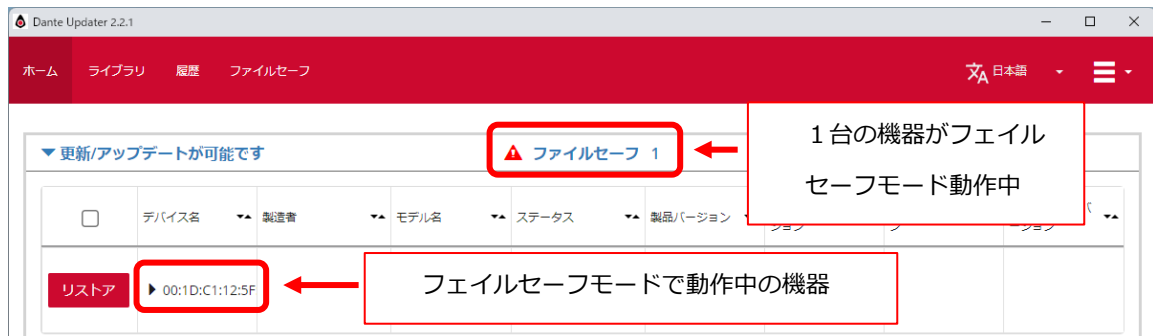 Dante Updater 2.2.1
ホーム ライブラリ 履歴 ファイルセーフ 日本語
1台の機器がフェイル
セーフモード動作中
更新/アップデートが可能です ファイルセーフ 1
デバイス名 製造者 モデル名 ステータス 製品バージョン
リストア 00:1D:C1:12:5F
フェイルセーフモードで動作中の機器